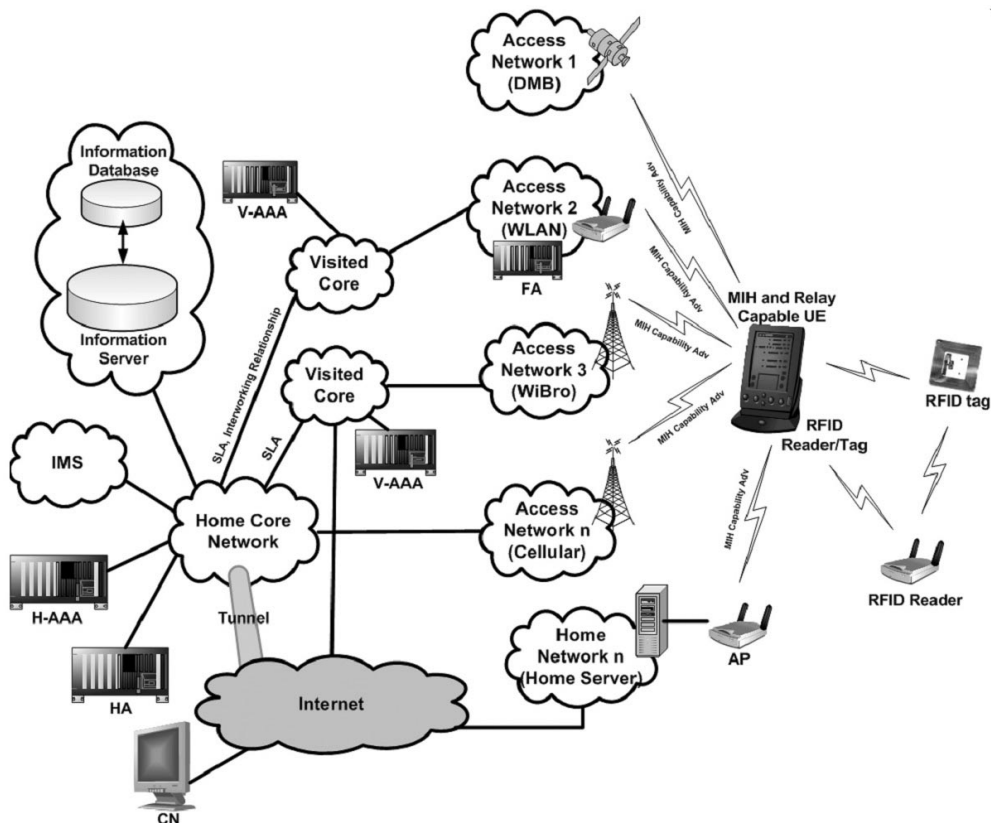 Access
Network 1
(DMB)
Information
Database
Information
Server
V-AAA
Visited
Core
Access
Network 2
(WLAN)
FA
MIH Capability Adv
MIH Capability Adv
MIH Capability Adv
MIH Capability Adv
MIH and Relay
Capable UE
SLA, Interworking Relationship
Visited
Core
SLA
V-AAA
Access
Network 3
(WiBro)
RFID tag
RFID
Reader/Tag
IMS
Home Core
Network
Access
Network n
(Cellular)
MIH Capability Adv
RFID Reader
H-AAA
Tunnel
HA
Home
Network n
(Home Server)
AP
Internet
CN